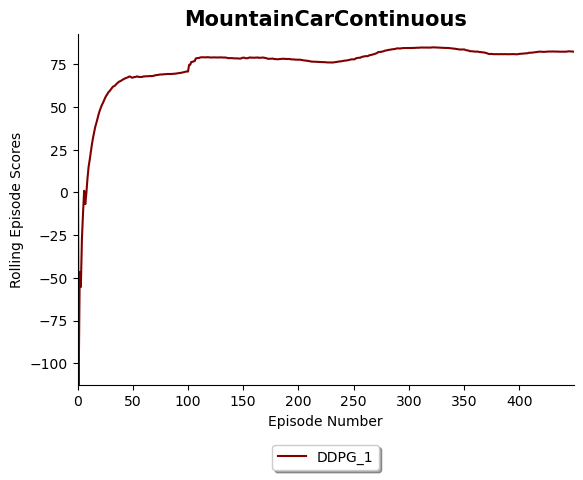 MountainCarContinuous
Rolling Episode Scores
75
50
25
0
−25
−50
−75
−100
0 50 100 150 200 250 300 350 400
Episode Number
DDPG_1